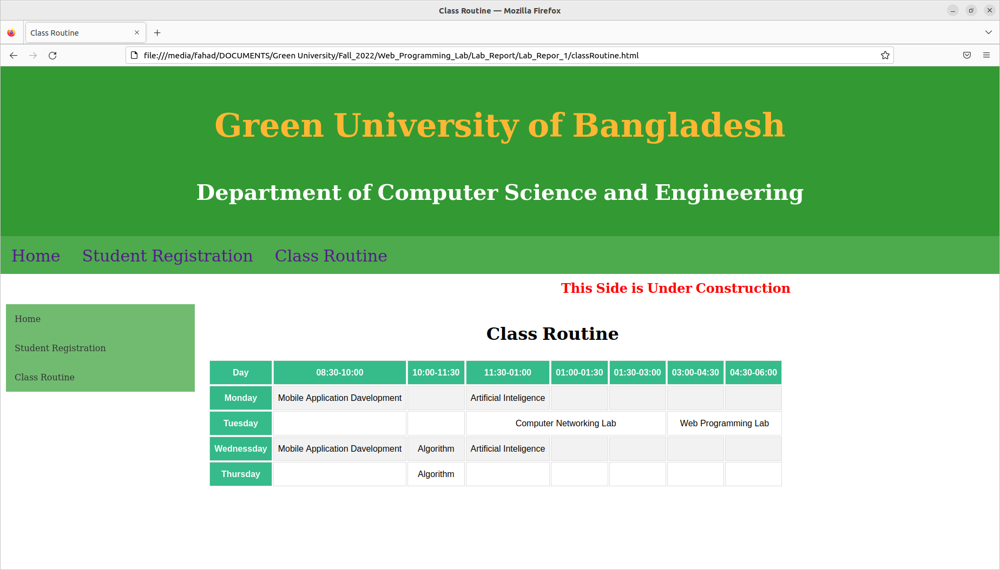 Class Routine — Mozilla Firefox
Class Routine
file:///media/fahad/DOCUMENTS/Green University/Fall_2022/Web_Programming_Lab/Lab_Report/Lab_Repor_1/classRoutine.html
Green University of Bangladesh
Department of Computer Science and Engineering
Home Student Registration Class Routine
This Side is Under Construction
Home
Student Registration
Class Routine
Class Routine
Day 08:30-10:00 10:00-11:30 11:30-01:00 01:00-01:30 01:30-03:00 03:00-04:30 04:30-06:00
Monday Mobile Application Davelopment Artificial Inteligence
Tuesday Computer Networking Lab Web Programming Lab
Wednessday Mobile Application Davelopment Algorithm Artificial Inteligence
Thursday Algorithm